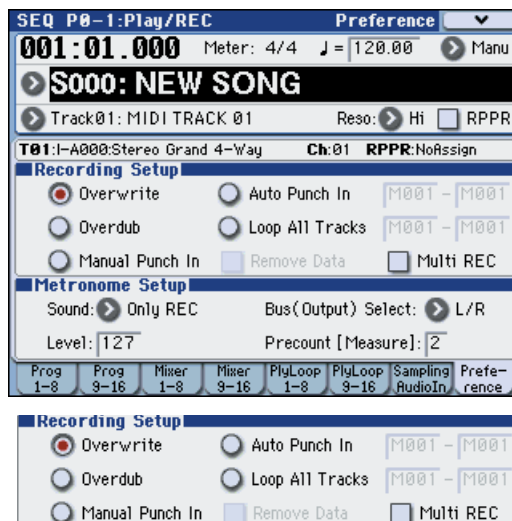 SEQ P0-1:Play/REC Preference
001:01.000 Meter: 4/4 ♩= 120.00 Manu
S000: NEW SONG
Track01: MIDI TRACK 01 Reso: Hi RPPR
T01:I-A000:Stereo Grand 4-Way Ch:01 RPPR:NoAssign
Recording Setup
Overwrite Auto Punch In M001 - M001
Overdub Loop All Tracks M001 - M001
Manual Punch In Remove Data Multi REC
Metronome Setup
Sound: Only REC Bus(Output) Select: L/R
Level: 127 Precount [Measure]: 2
Prog 1-8 Prog 9-16 Mixer 1-8 Mixer 9-16 PlyLoop 1-8 PlyLoop 9-16 Sampling AudioIn Prefe-rence
Recording Setup
Overwrite Auto Punch In M001 - M001
Overdub Loop All Tracks M001 - M001
Manual Punch In Remove Data Multi REC